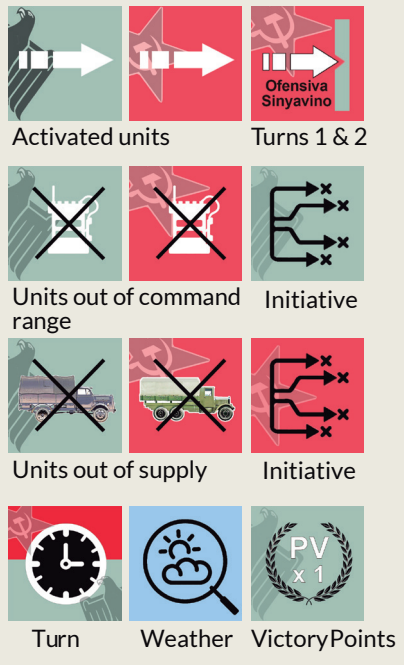 Ofensiva
Sinyavino
Activated units
Turns 1 & 2
Units out of command
range
Initiative
Units out of supply
Initiative
PV
x 1
Turn
Weather
VictoryPoints